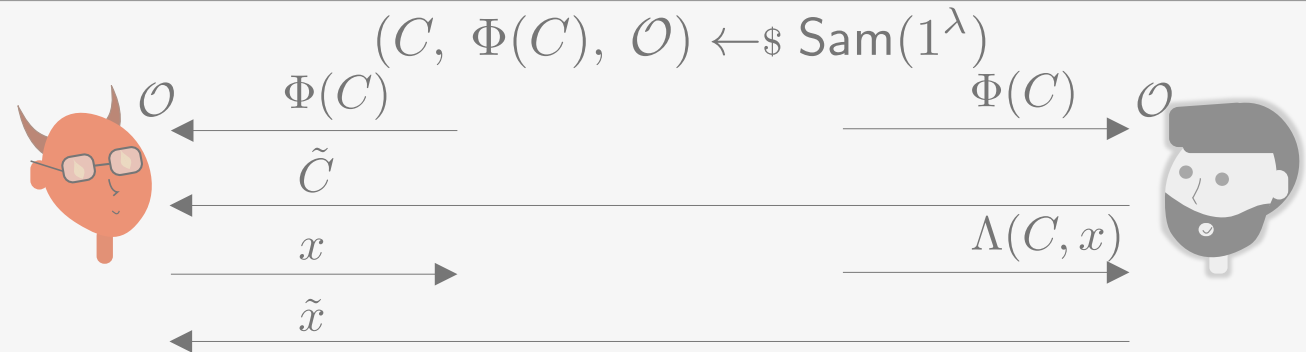 (C, Φ(C), 𝒪) ←$ Sam(1^λ)
𝒪 Φ(C) Φ(C) 𝒪
C̃
x Λ(C, x)
x̃